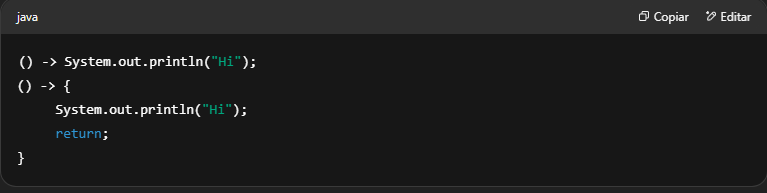 java
Copiar Editar
() -> System.out.println("Hi");
() -> {
     System.out.println("Hi");
     return;
}